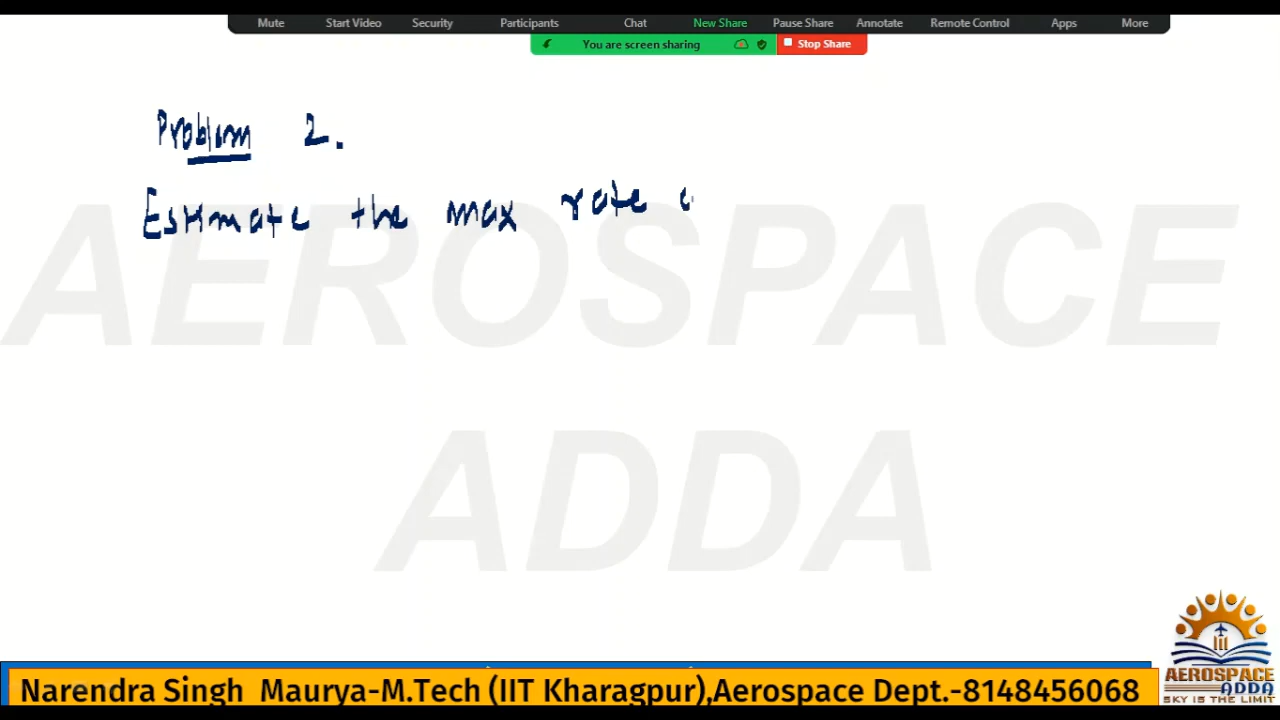 Mute Start Video Security Participants Chat New Share Pause Share Annotate Remote Control Apps More
You are screen sharing Stop Share
Problem 2.
Estimate the max rate
AEROSPACE
ADDA
AEROSPACE
ADDA
SKY IS THE LIMIT
Narendra Singh Maurya-M.Tech (IIT Kharagpur),Aerospace Dept.-8148456068